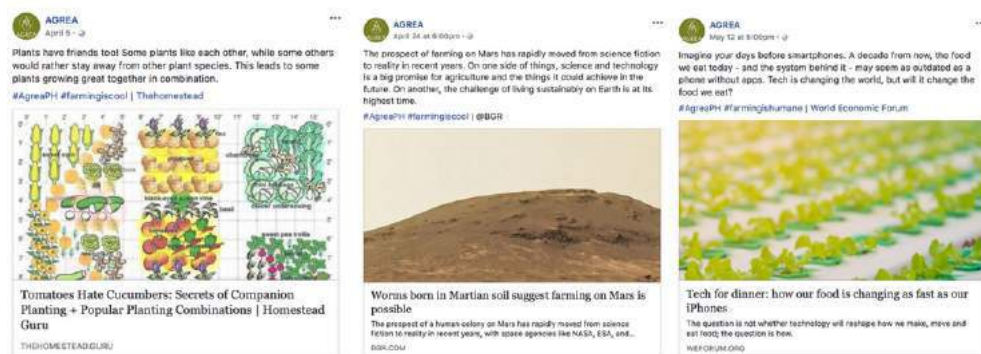 AGREA
April 5
Plants have friends too! Some plants like each other, while some others
would rather stay away from other plant species. This leads to some
plants growing great together in combination.
#AgreaPH #farmingiscool | Thehomestead
Tomatoes Hate Cucumbers: Secrets of Companion
Planting + Popular Planting Combinations | Homestead
Guru
THEHOMESTEAD.GURU
AGREA
April 24 at 6:00pm
The prospect of farming on Mars has rapidly moved from science fiction
to reality in recent years. On one side of things, science and technology
is a big promise for agriculture and the things it could achieve in the
future. On another, the challenge of living sustainably on Earth is at its
highest time.
#AgreaPH #farmingiscool | @BGR
Worms born in Martian soil suggest farming on Mars is
possible
The prospect of a human colony on Mars has rapidly moved from science
fiction to reality in recent years, with space agencies like NASA, ESA, and...
BGR.COM
AGREA
May 12 at 5:00pm
Imagine your days before smartphones. A decade from now, the food
we eat today - and the system behind it - may seem as outdated as a
phone without apps. Tech is changing the world, but will it change the
food we eat?
#AgreaPH #farmingishumane | World Economic Forum
Tech for dinner: how our food is changing as fast as our
iPhones
The question is not whether technology will reshape how we make, move and
eat food; the question is how.
WEFORUM.ORG